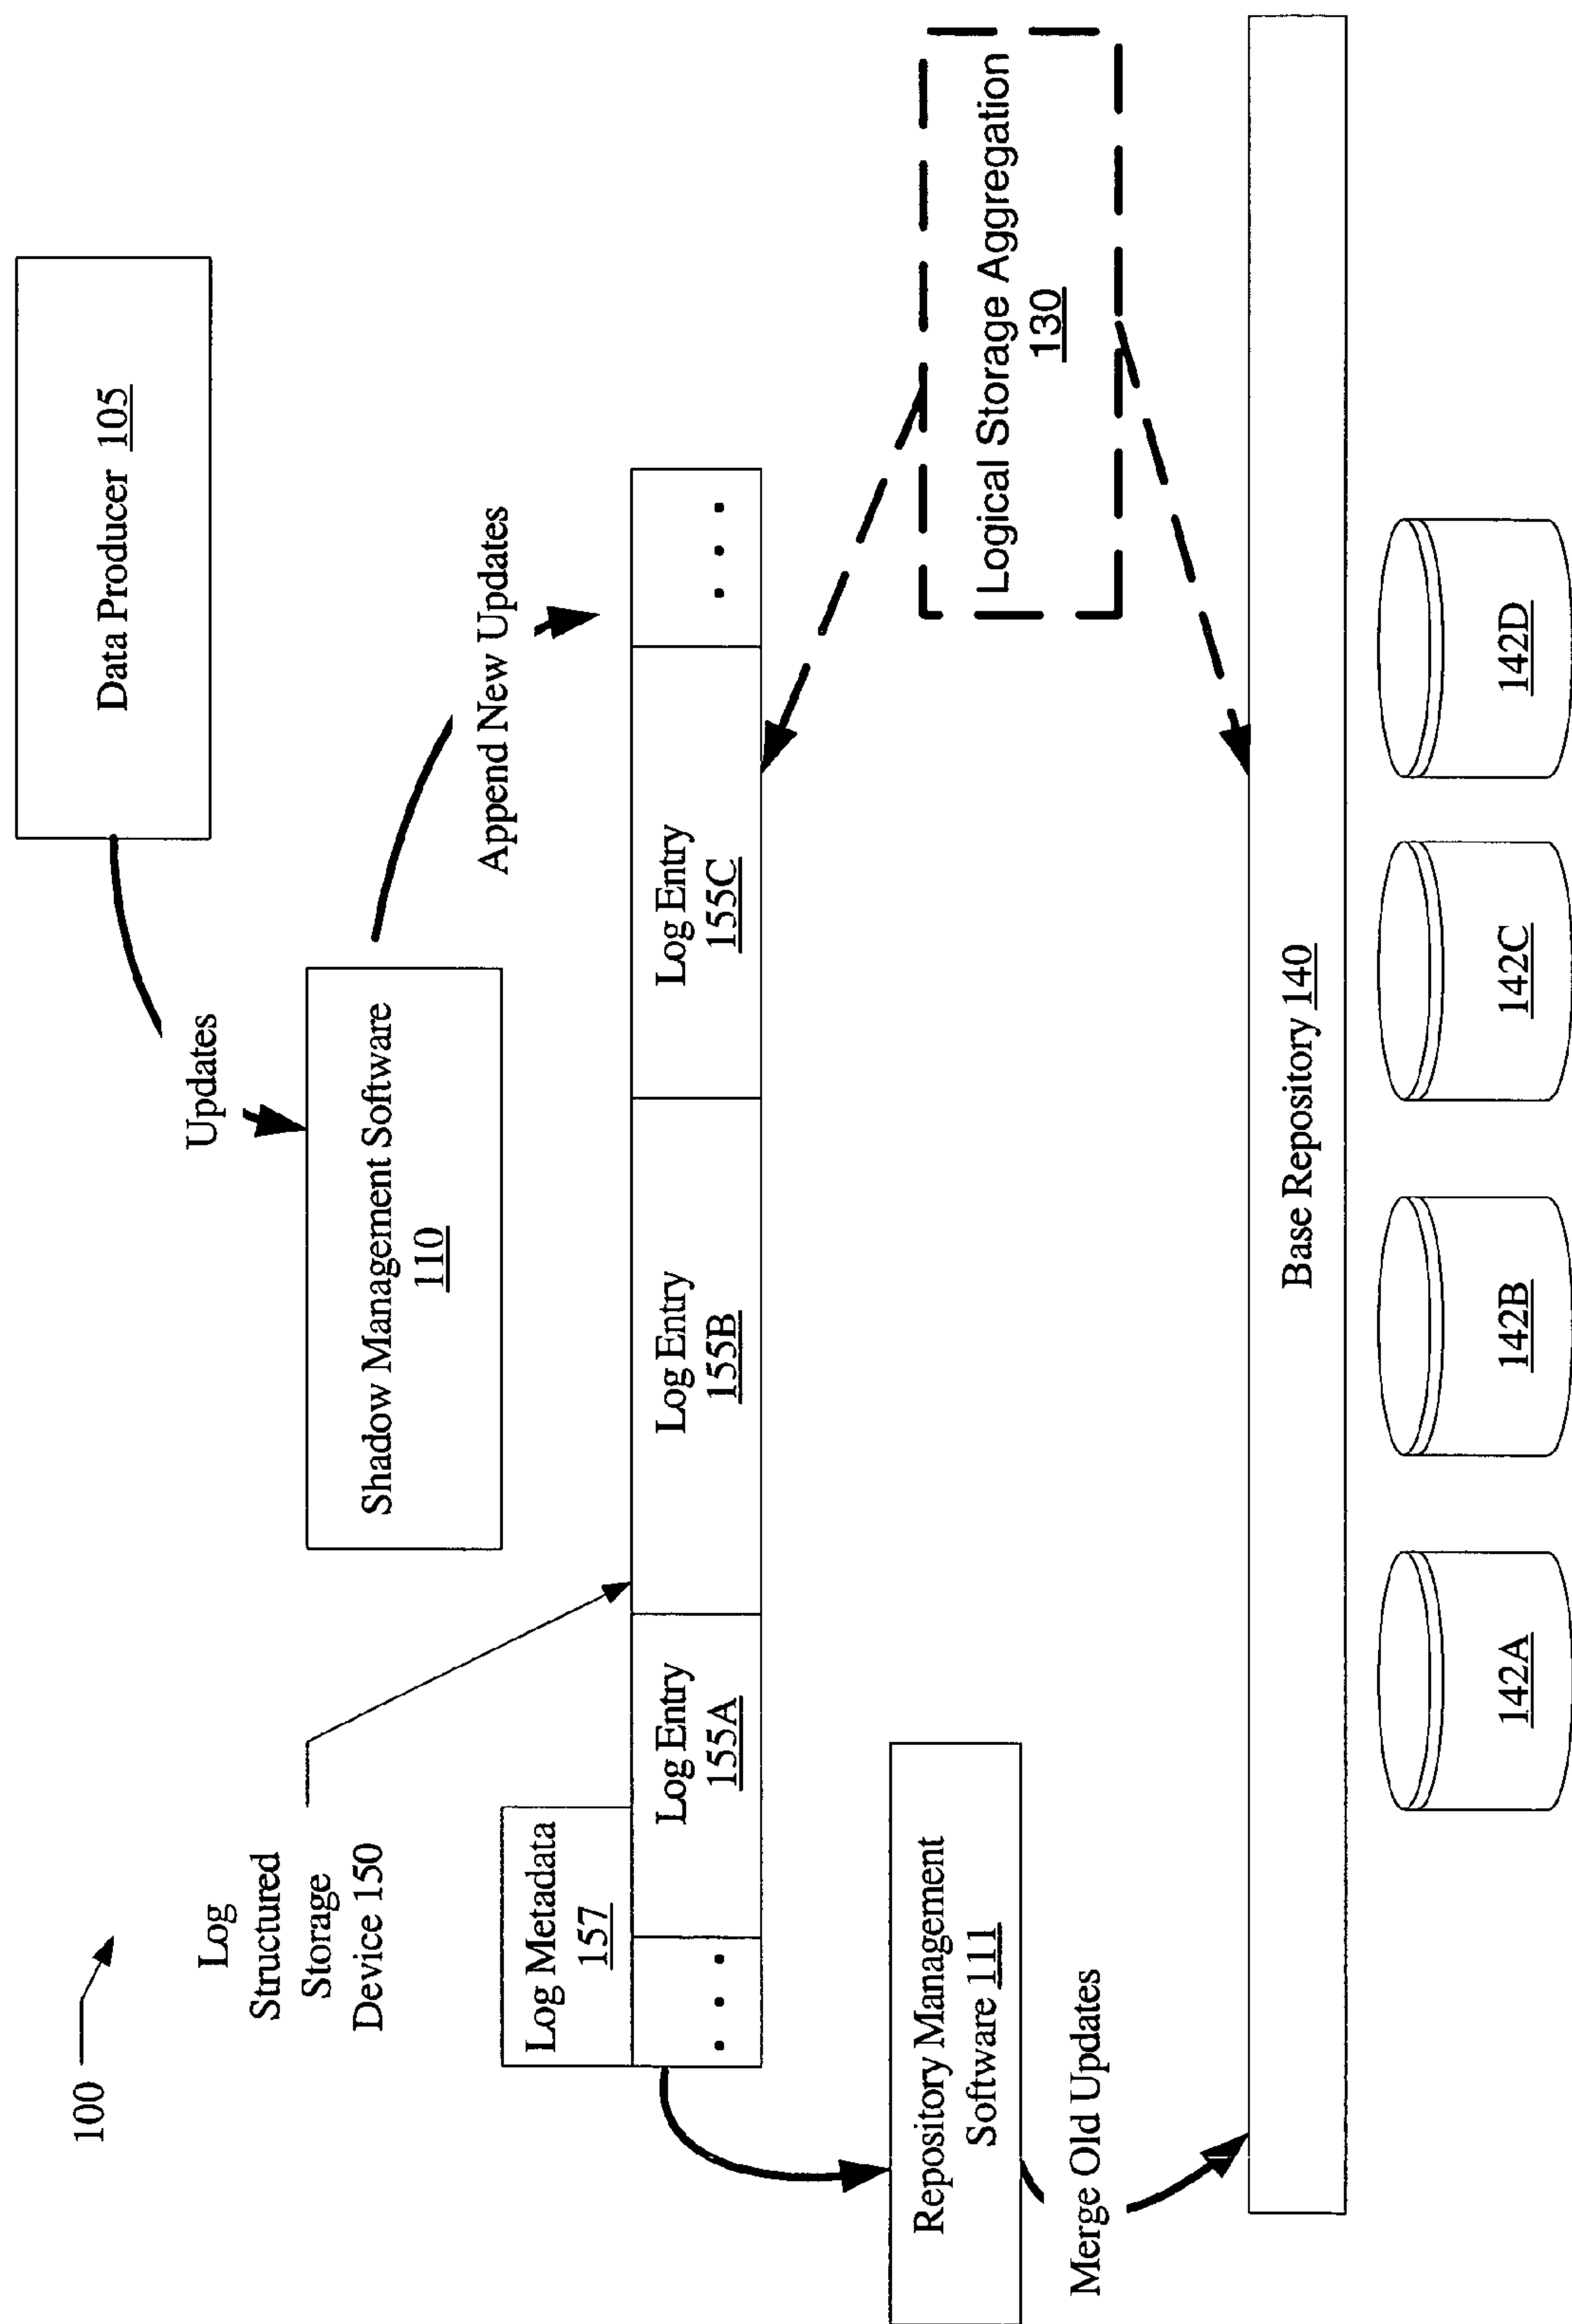 100
Data Producer 105
Updates
Log
Structured
Storage
Device 150
Shadow Management Software
110
Append New Updates
Log Metadata
157
. . .
Log Entry
155A
Log Entry
155B
Log Entry
155C
. . .
Repository Management
Software 111
Logical Storage Aggregation
130
Merge Old Updates
Base Repository 140
142A
142B
142C
142D